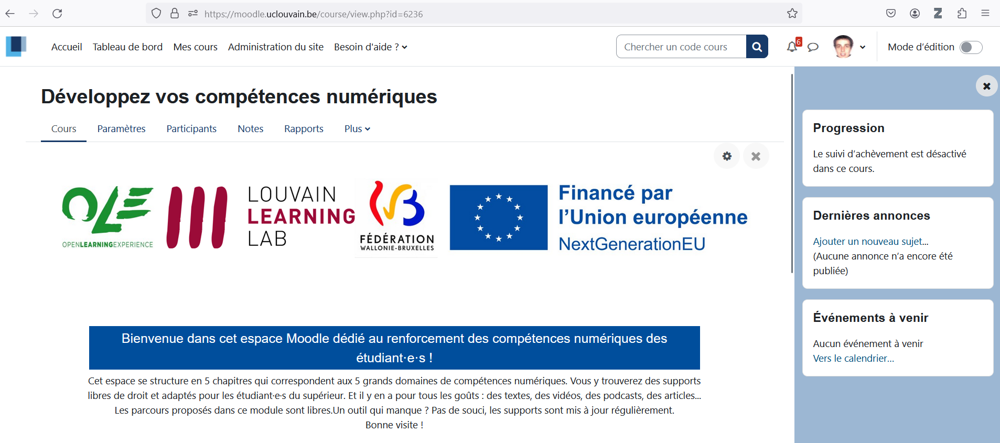 https://moodle.uclouvain.be/course/view.php?id=6236
Accueil Tableau de bord Mes cours Administration du site Besoin d'aide ? Chercher un code cours 6 Mode d'édition
Développez vos compétences numériques
Cours Paramètres Participants Notes Rapports Plus
OLE
OPENLEARNINGEXPERIENCE
LOUVAIN
LEARNING
LAB
FÉDÉRATION
WALLONIE-BRUXELLES
Financé par
l'Union européenne
NextGenerationEU
Bienvenue dans cet espace Moodle dédié au renforcement des compétences numériques des
étudiant·e·s !
Cet espace se structure en 5 chapitres qui correspondent aux 5 grands domaines de compétences numériques. Vous y trouverez des supports
libres de droit et adaptés pour les étudiant·e·s du supérieur. Et il y en a pour tous les goûts : des textes, des vidéos, des podcasts, des articles...
Les parcours proposés dans ce module sont libres.Un outil qui manque ? Pas de souci, les supports sont mis à jour régulièrement.
Bonne visite !
Progression
Le suivi d'achèvement est désactivé
dans ce cours.
Dernières annonces
Ajouter un nouveau sujet...
(Aucune annonce n'a encore été
publiée)
Événements à venir
Aucun événement à venir
Vers le calendrier...